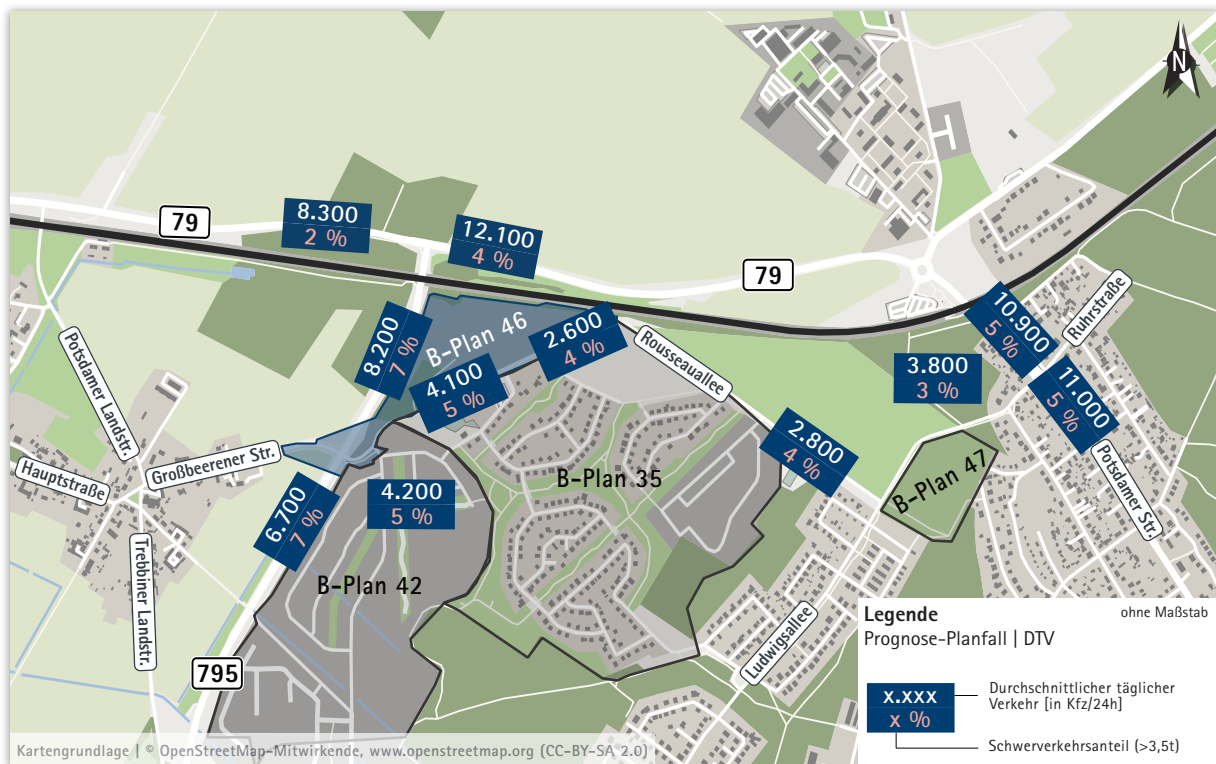 N
8.300
2 %
79
12.100
4 %
79
8.200
7 %
B-Plan 46
2.600
4 %
4.100
5 %
Rousseauallee
10.900
5 %
Ruhrstraße
3.800
3 %
11.000
5 %
Potsdamer Str.
Potsdamer Landstr.
Großbeerener Str.
Hauptstraße
Trebbiner Landstr.
6.700
7 %
4.200
5 %
B-Plan 42
B-Plan 35
2.800
4 %
B-Plan 47
Ludwigsallee
795
Legende
ohne Maßstab
Prognose-Planfall | DTV
x.xxx
x %
Durchschnittlicher täglicher
Verkehr [in Kfz/24h]
Schwerverkehrsanteil (>3,5t)
Kartengrundlage | © OpenStreetMap-Mitwirkende, www.openstreetmap.org (CC-BY-SA 2.0)